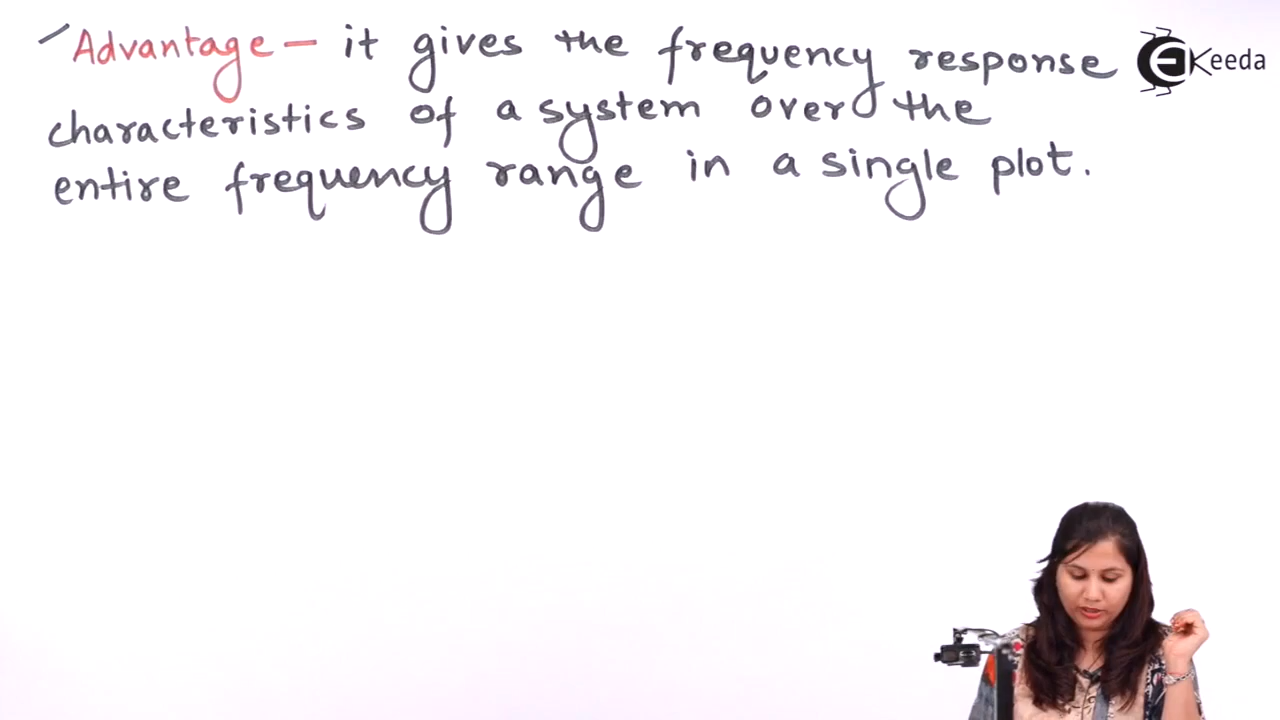 Advantage - it gives the frequency response
characteristics of a system over the
entire frequency range in a single plot.
EKeeda